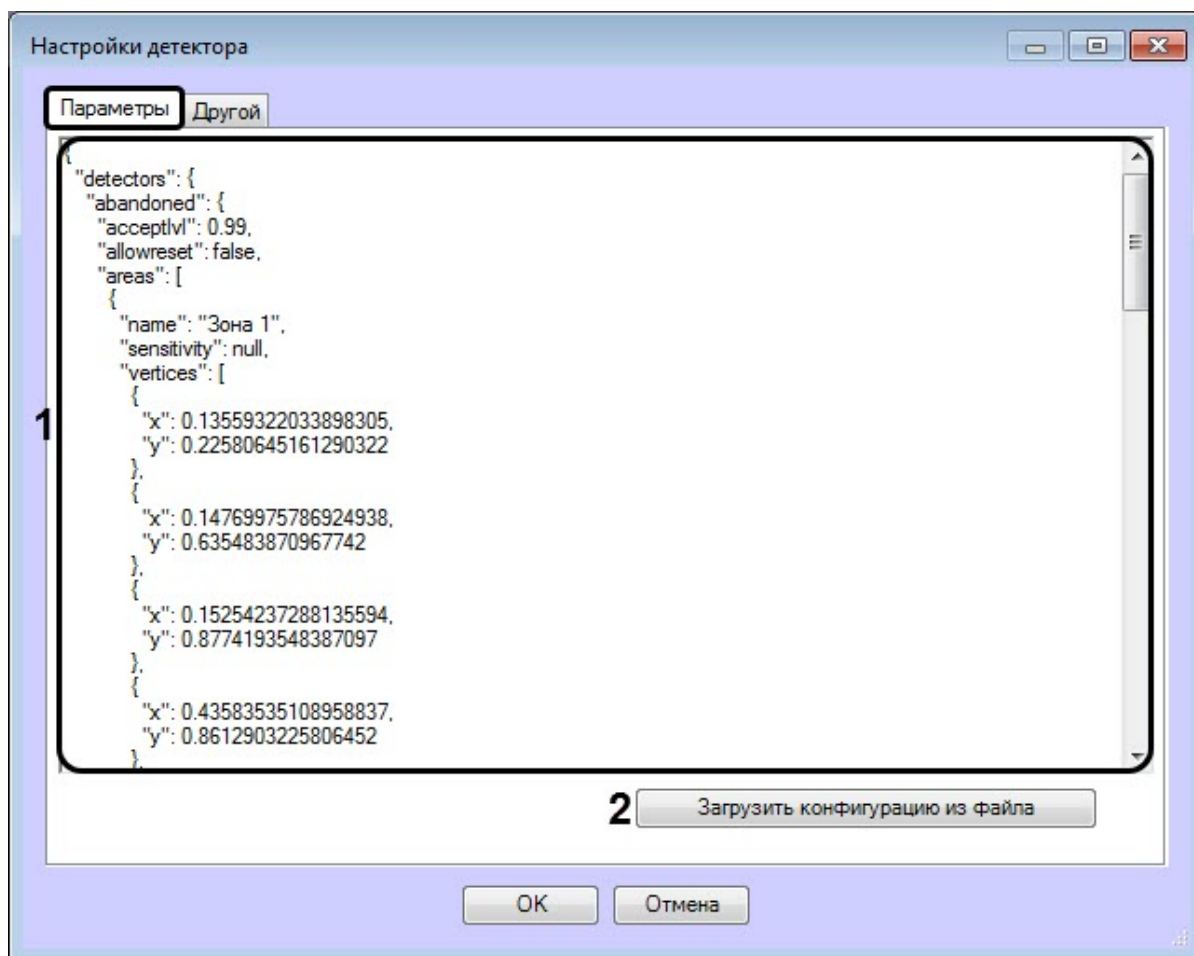 Настройки детектора
Параметры Другой
{
"detectors": {
"abandoned": {
"acceptlvl": 0.99,
"allowreset": false,
"areas": [
{
"name": "Зона 1",
"sensitivity": null,
"vertices": [
{
"x": 0.13559322033898305,
"y": 0.22580645161290322
},
{
"x": 0.14769975786924938,
"y": 0.635483870967742
},
{
"x": 0.15254237288135594,
"y": 0.8774193548387097
},
{
"x": 0.43583535108958837,
"y": 0.8612903225806452
},
1
2 Загрузить конфигурацию из файла
OK Отмена